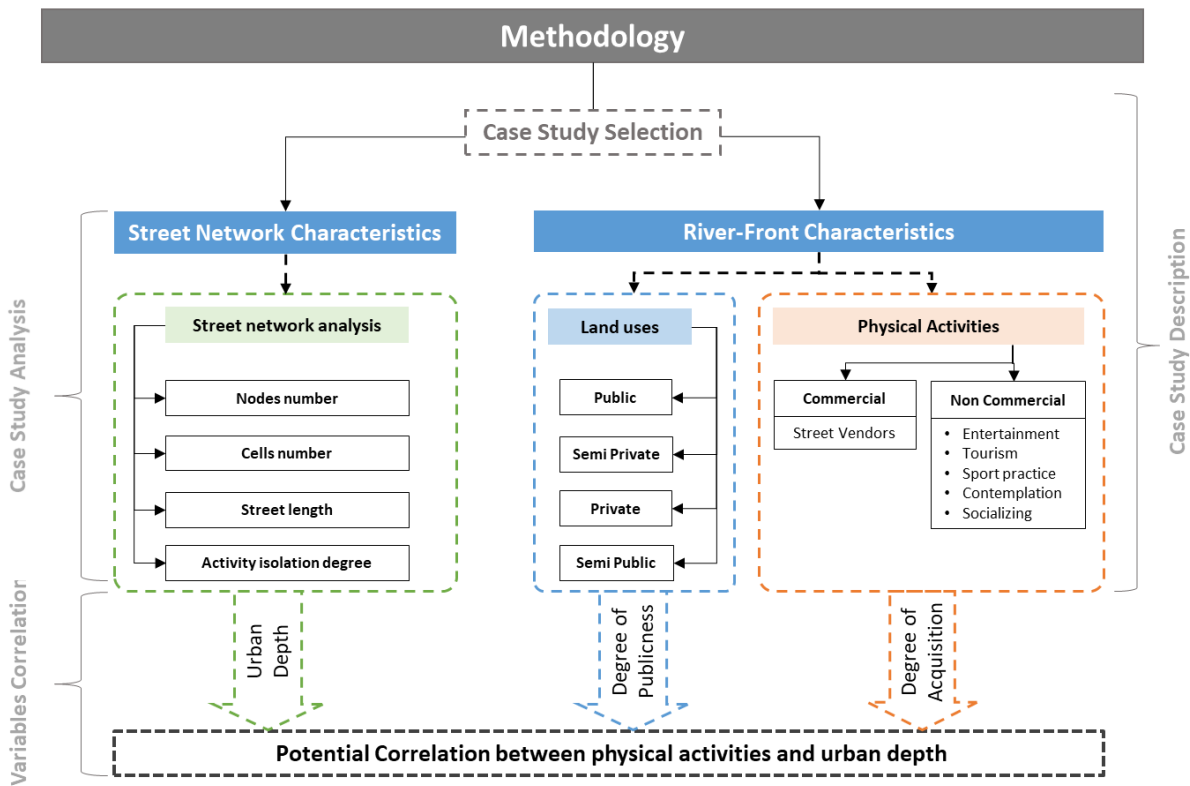 Methodology
Case Study Selection
Street Network Characteristics
River-Front Characteristics
Case Study Analysis
Case Study Description
Street network analysis
Nodes number
Cells number
Street length
Activity isolation degree
Land uses
Public
Semi Private
Private
Semi Public
Physical Activities
Commercial
Street Vendors
Non Commercial
• Entertainment
• Tourism
• Sport practice
• Contemplation
• Socializing
Variables Correlation
Urban
Depth
Degree of
Publicness
Degree of
Acquisition
Potential Correlation between physical activities and urban depth